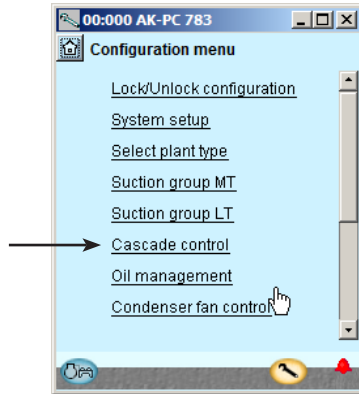 00:000 AK-PC 783
Configuration menu
Lock/Unlock configuration
System setup
Select plant type
Suction group MT
Suction group LT
Cascade control
Oil management
Condenser fan control